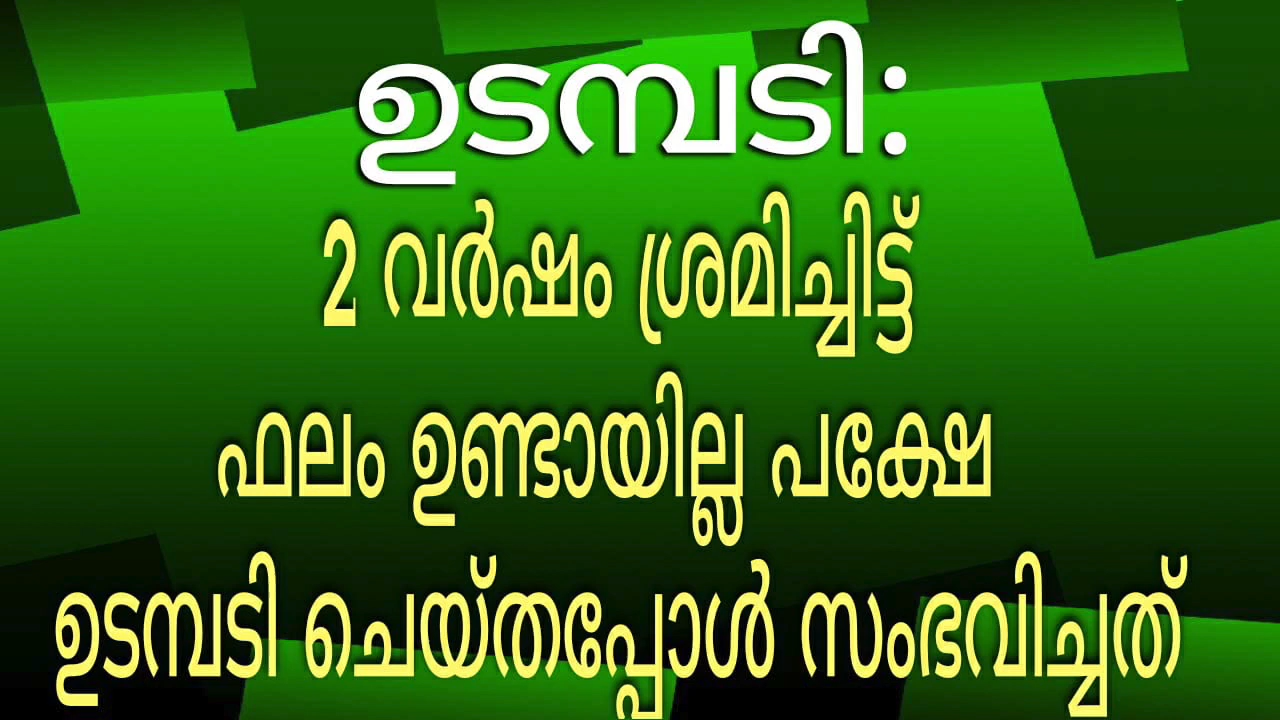 ഉടമ്പടി:
2 വർഷം ശ്രമിച്ചിട്ട്
ഫലം ഉണ്ടായില്ല പക്ഷേ
ഉടമ്പടി ചെയ്തപ്പോൾ സംഭവിച്ചത്